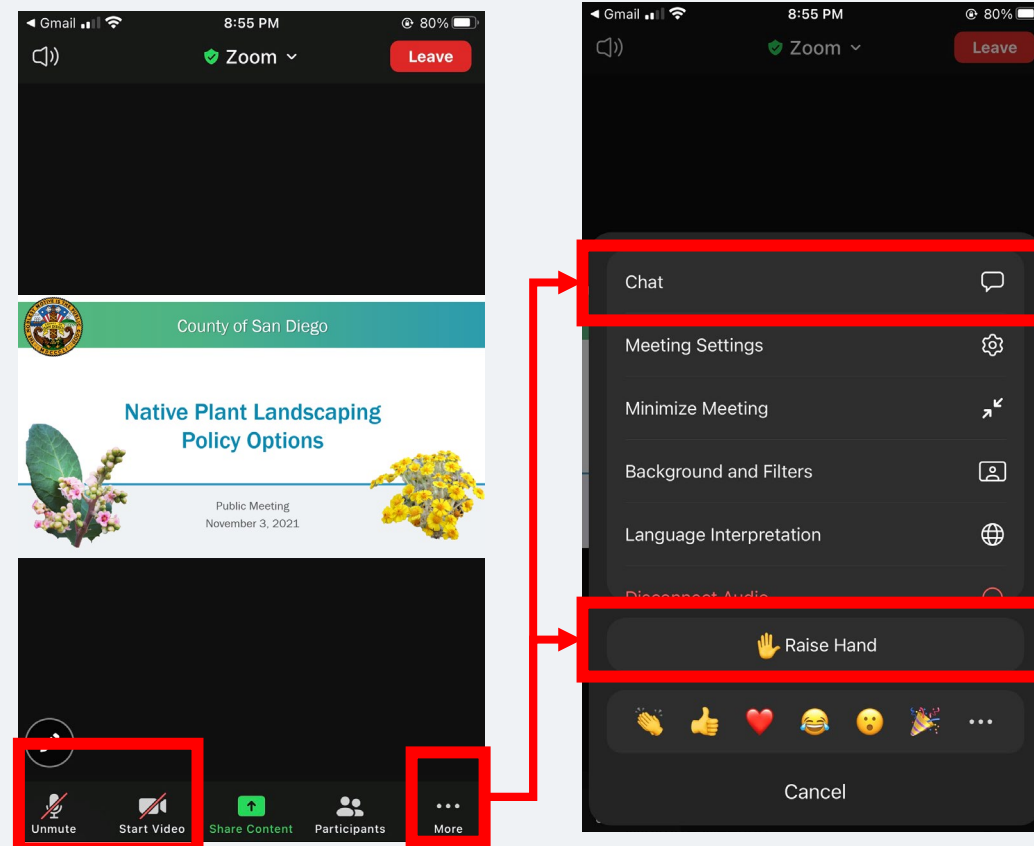 ◄ Gmail
8:55 PM
80%
Zoom
Leave
County of San Diego
Native Plant Landscaping
Policy Options
Public Meeting
November 3, 2021
Unmute
Start Video
Share Content
Participants
More
◄ Gmail
8:55 PM
80%
Zoom
Leave
Chat
Meeting Settings
Minimize Meeting
Background and Filters
Language Interpretation
Disconnect Audio
Raise Hand
Cancel